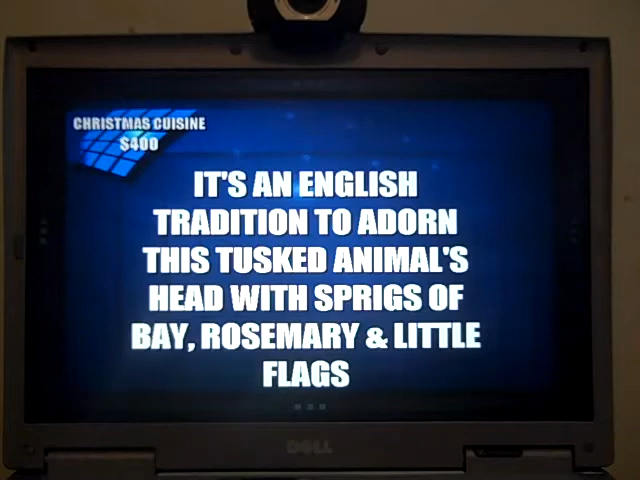 CHRISTMAS CUISINE
$400
IT'S AN ENGLISH
TRADITION TO ADORN
THIS TUSKED ANIMAL'S
HEAD WITH SPRIGS OF
BAY, ROSEMARY & LITTLE
FLAGS
DELL